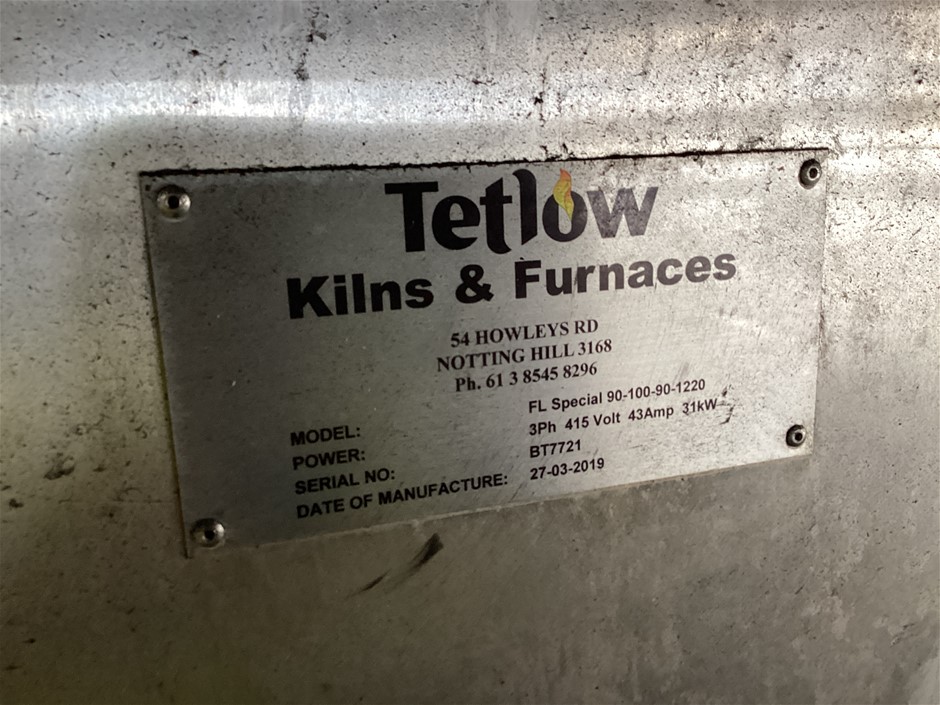 Tetlow
Kilns & Furnaces
54 HOWLEYS RD
NOTTING HILL 3168
Ph. 61 3 8545 8296
MODEL: FL Special 90-100-90-1220
POWER: 3Ph 415 Volt 43Amp 31kW
SERIAL NO: BT7721
DATE OF MANUFACTURE: 27-03-2019